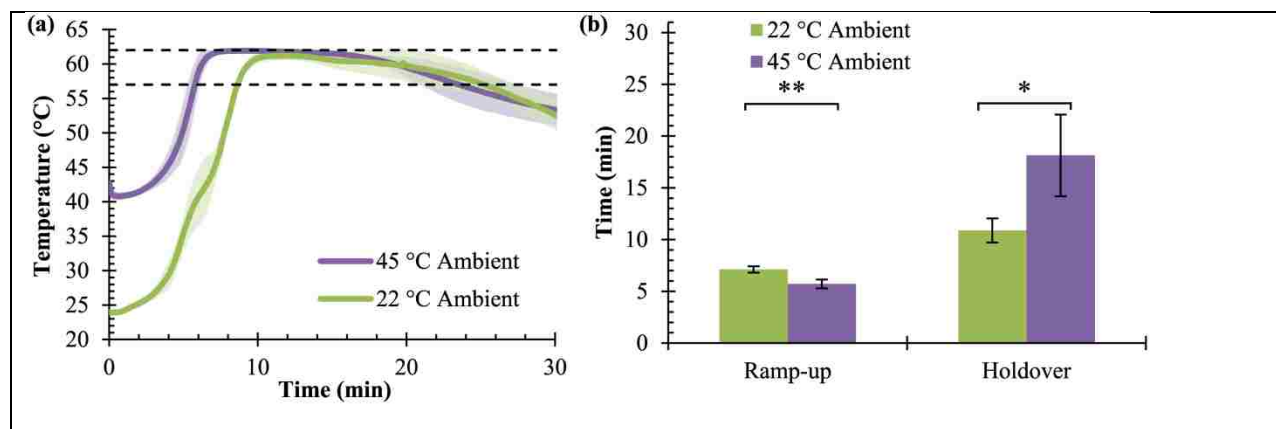 (a)
65
60
55
50
45
40
35
30
25
20
Temperature (°C)
45 °C Ambient
22 °C Ambient
0 10 20 30
Time (min)
(b)
30
25
20
15
10
5
0
Time (min)
22 °C Ambient
45 °C Ambient
** *
Ramp-up Holdover